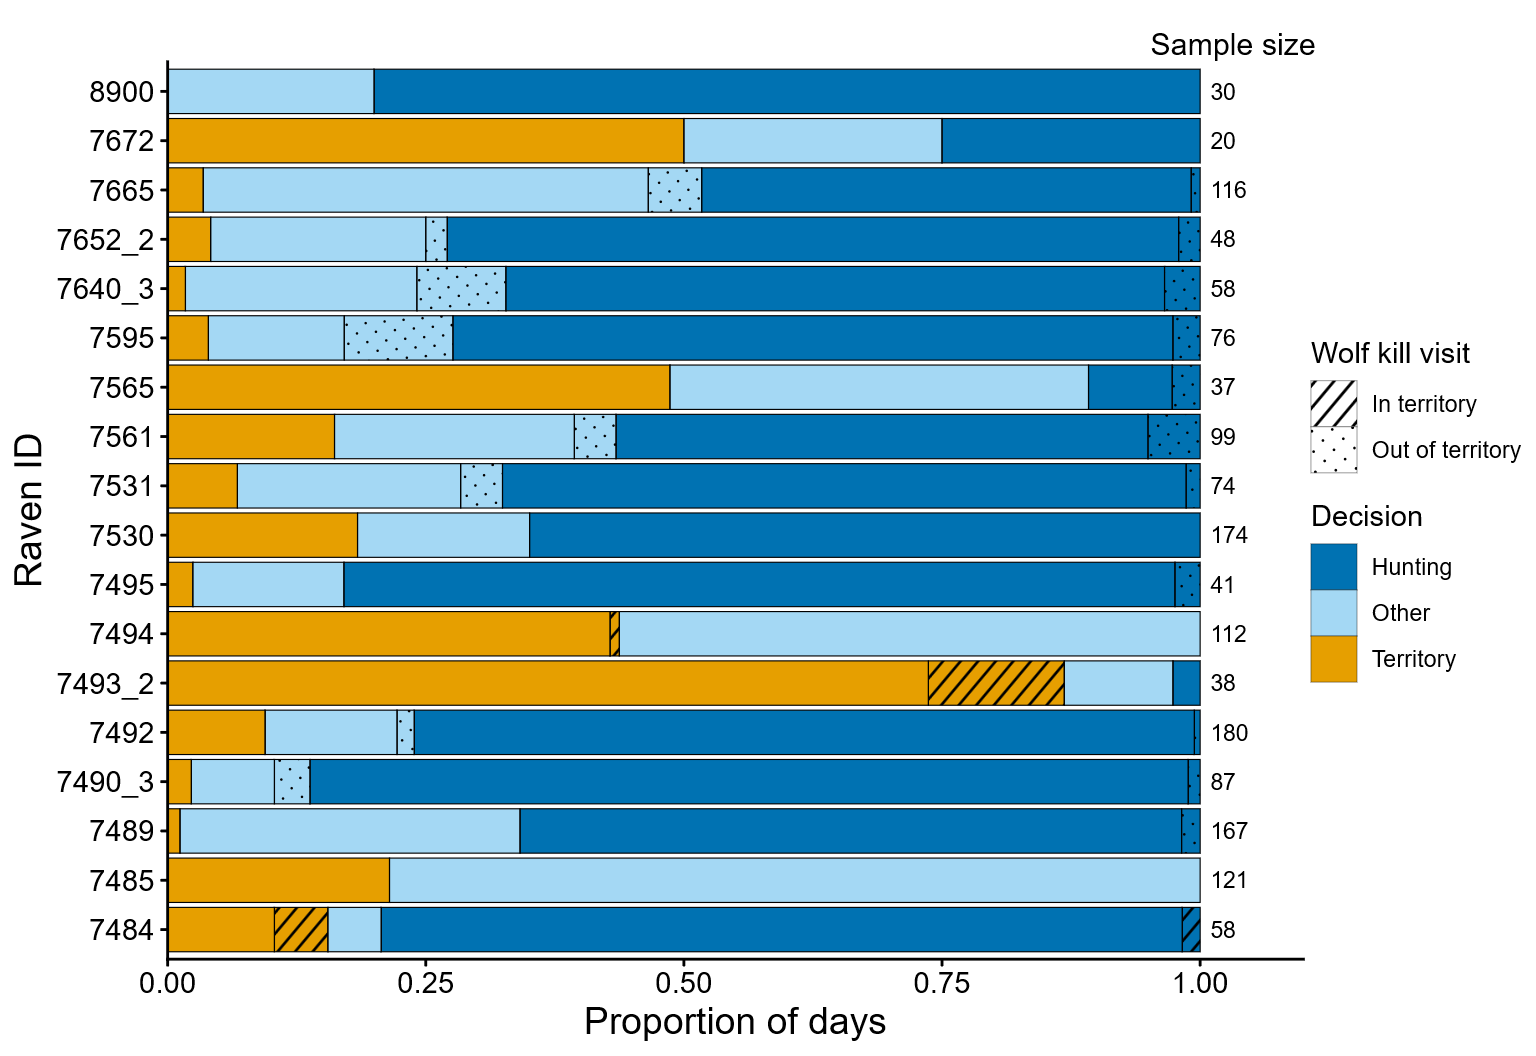 Sample size
8900 30
7672 20
7665 116
7652_2 48
7640_3 58
7595 76
7565 37
7561 99
7531 74
7530 174
7495 41
7494 112
7493_2 38
7492 180
7490_3 87
7489 167
7485 121
7484 58
0.00 0.25 0.50 0.75 1.00
Proportion of days
Raven ID
Wolf kill visit
In territory
Out of territory
Decision
Hunting
Other
Territory